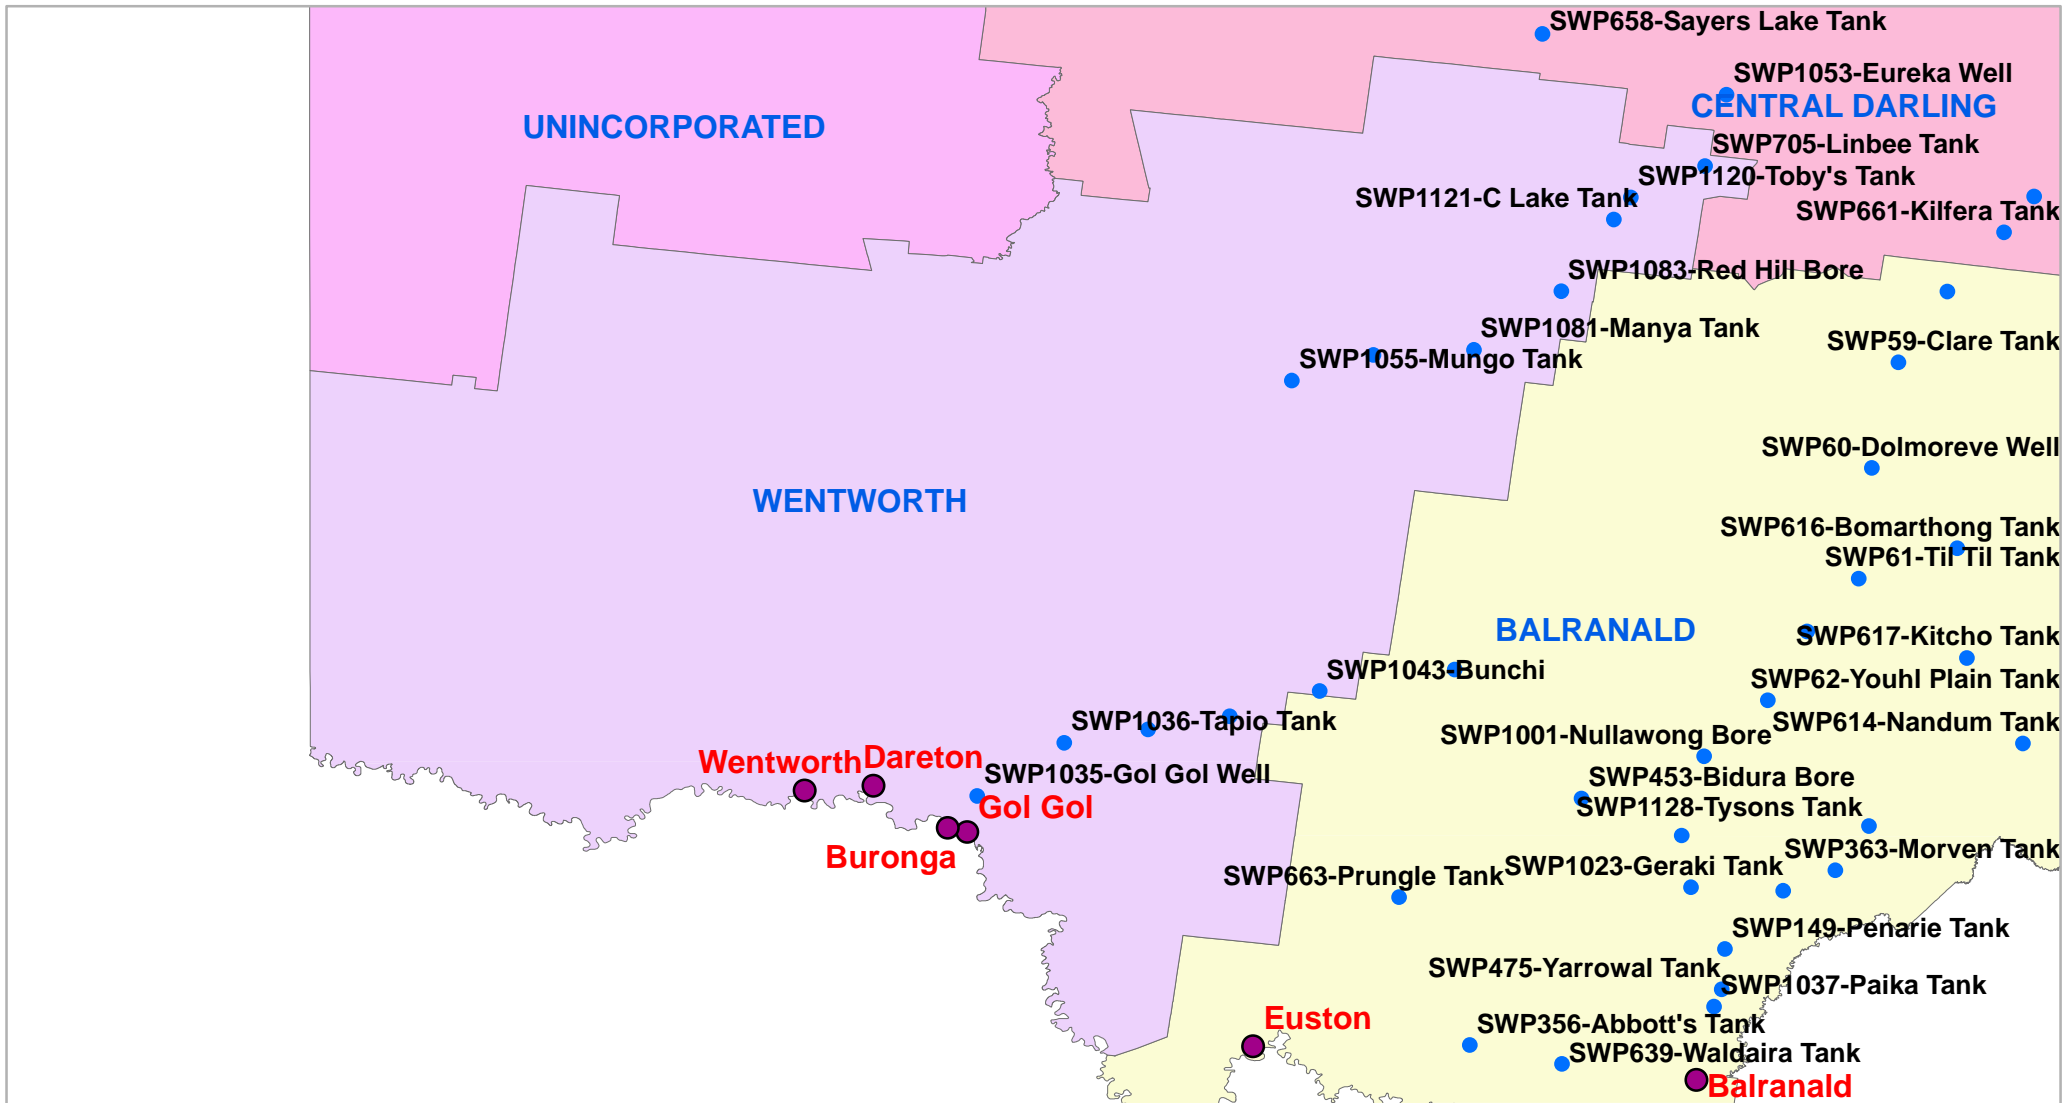 SWP658-Sayers Lake Tank
SWP1053-Eureka Well
CENTRAL DARLING
UNINCORPORATED
SWP705-Linbee Tank
SWP1120-Toby's Tank
SWP1121-C Lake Tank
SWP661-Kilfera Tank
SWP1083-Red Hill Bore
SWP1081-Manya Tank
SWP59-Clare Tank
SWP1055-Mungo Tank
SWP60-Dolmoreve Well
WENTWORTH
SWP616-Bomarthong Tank
SWP61-Til Til Tank
BALRANALD
SWP617-Kitcho Tank
SWP1043-Bunchi
SWP62-Youhl Plain Tank
SWP1036-Tapio Tank
SWP614-Nandum Tank
SWP1001-Nullawong Bore
Wentworth
Dareton
SWP1035-Gol Gol Well
SWP453-Bidura Bore
Gol Gol
SWP1128-Tysons Tank
Buronga
SWP363-Morven Tank
SWP663-Prungle Tank
SWP1023-Geraki Tank
SWP149-Penarie Tank
SWP475-Yarrowal Tank
SWP1037-Paika Tank
Euston
SWP356-Abbott's Tank
SWP639-Waldaira Tank
Balranald